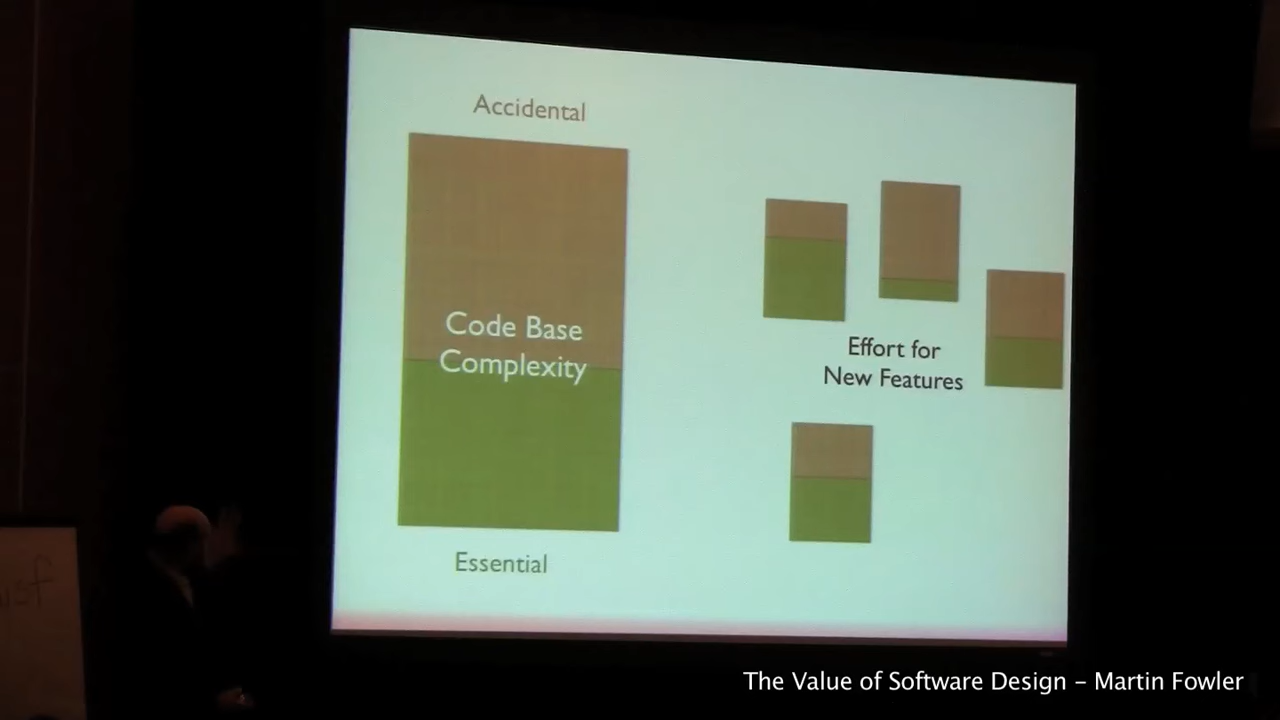 Accidental
Code Base
Complexity
Essential
Effort for
New Features
The Value of Software Design - Martin Fowler